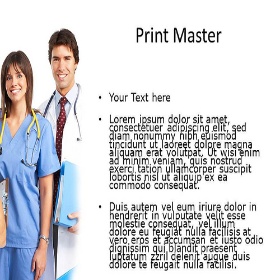 Print Master
• Your Text here
• Lorem ipsum dolor sit amet,
consectetuer adipiscing elit, sed
diam nonummy nibh euismod
tincidunt ut laoreet dolore magna
aliquam erat volutpat. Ut wisi enim
ad minim veniam, quis nostrud
exerci tation ullamcorper suscipit
lobortis nisl ut aliquip ex ea
commodo consequat.
• Duis autem vel eum iriure dolor in
hendrerit in vulputate velit esse
molestie consequat, vel illum
dolore eu feugiat nulla facilisis at
vero eros et accumsan et iusto odio
dignissim qui blandit praesent
luptatum zzril delenit augue duis
dolore te feugait nulla facilisi.